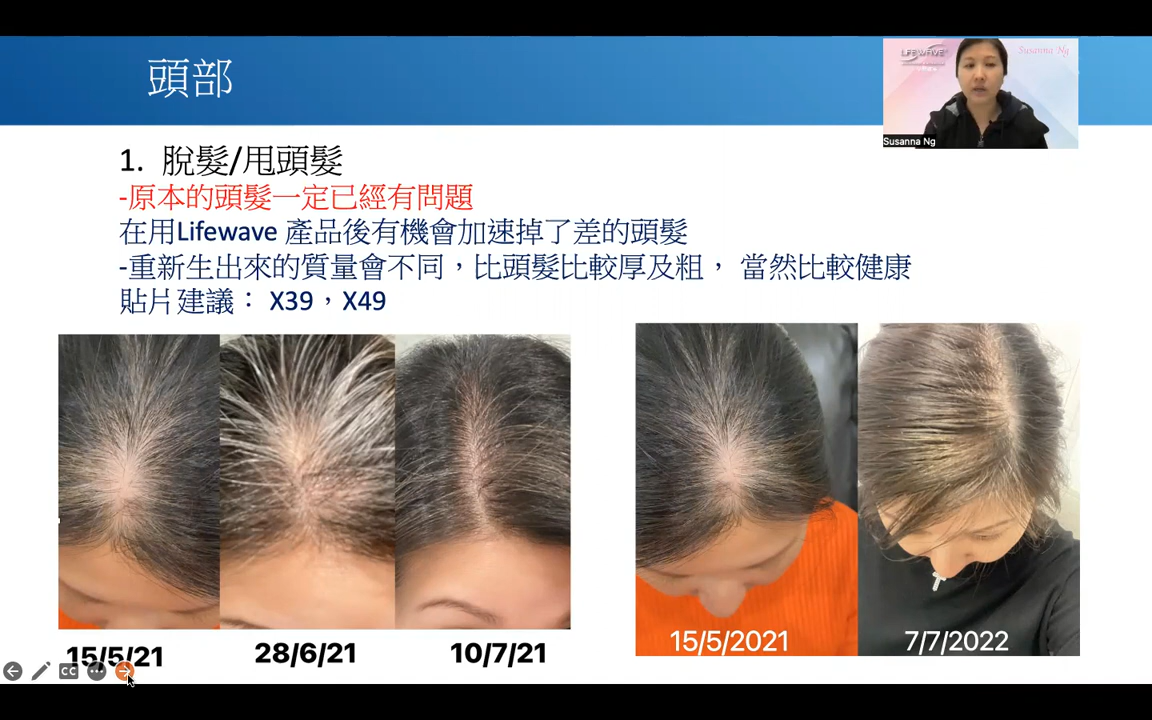 頭部
LIFEWAVE
Susanna Ng
Susanna Ng
1. 脫髮/甩頭髮
-原本的頭髮一定已經有問題
在用Lifewave 產品後有機會加速掉了差的頭髮
-重新生出來的質量會不同，比頭髮比較厚及粗， 當然比較健康
貼片建議： X39，X49
15/5/21
28/6/21
10/7/21
15/5/2021
7/7/2022
CC